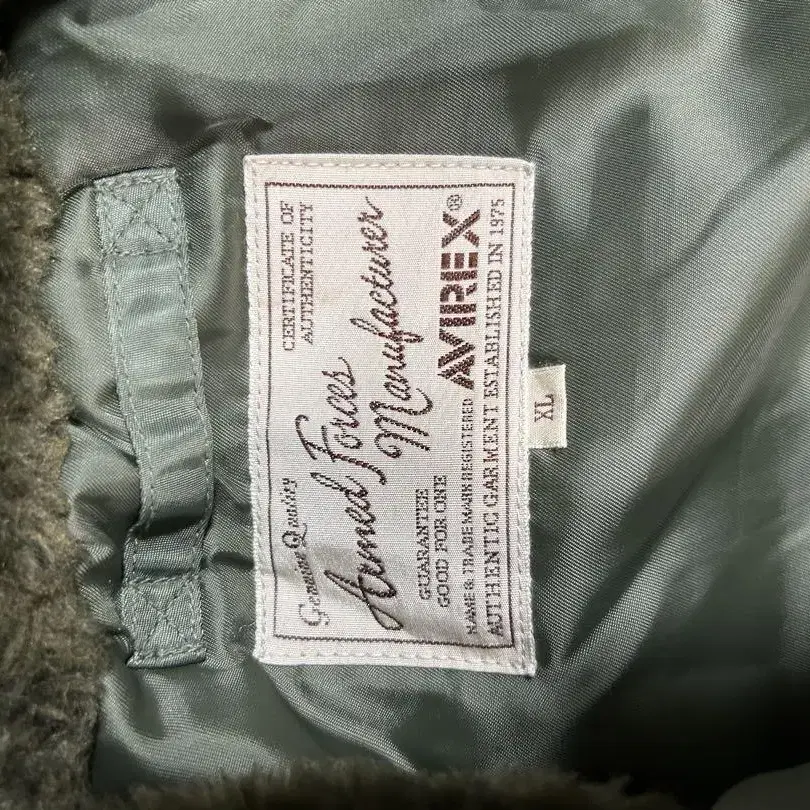 CERTIFICATE OF
AUTHENTICITY
Genuine Quality
Armed Forces
Manufacturer
GUARANTEE
GOOD FOR ONE
NAME & TRADEMARK REGISTERED
AVIREX®
AUTHENTIC GARMENT ESTABLISHED IN 1975
XL